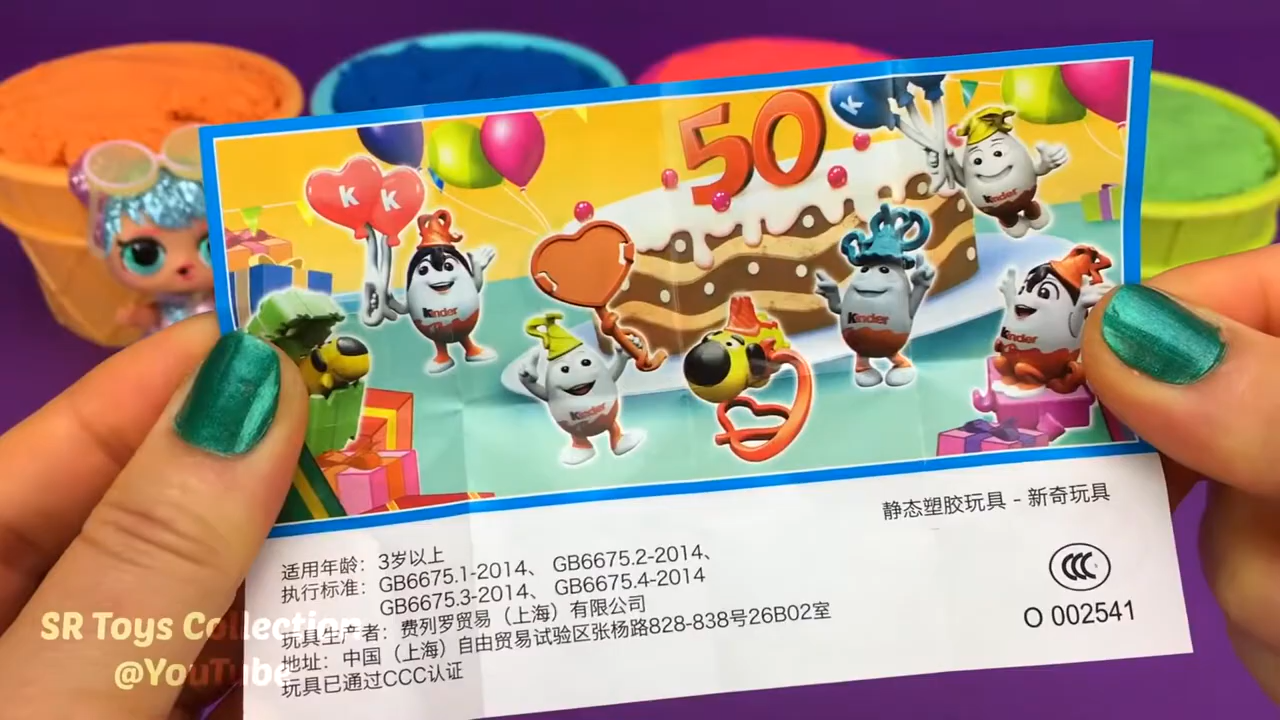 50
K
K K
Kinder
Kinder
Kinder
Kinder
Kinder
静态塑胶玩具 - 新奇玩具
适用年龄：3岁以上
执行标准：GB6675.1-2014、 GB6675.2-2014、
GB6675.3-2014、 GB6675.4-2014
玩具生产者：费列罗贸易（上海）有限公司
地址：中国（上海）自由贸易试验区张杨路828-838号26B02室
玩具已通过CCC认证
CCC
O 002541
SR Toys Collection
@YouTube